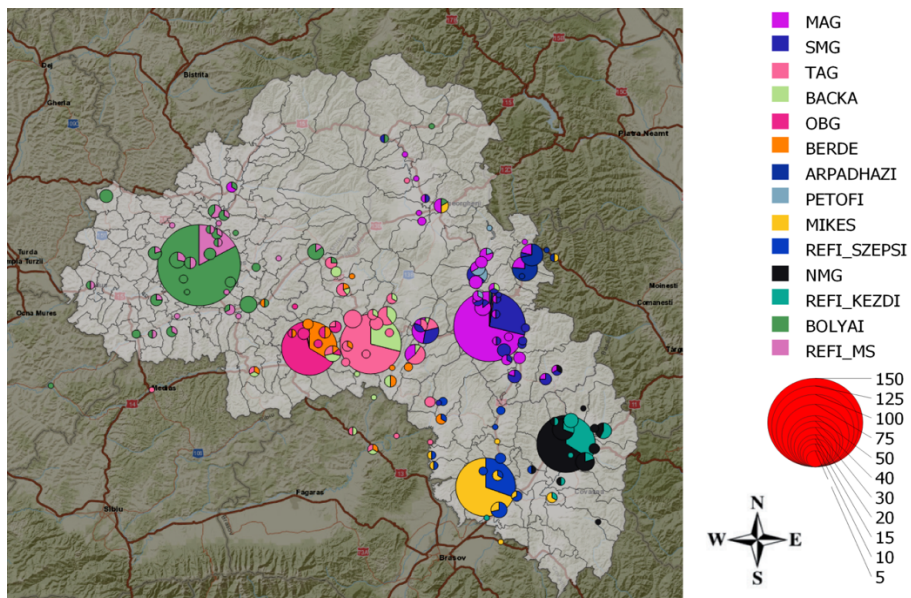 Dej
Bistrita
Gherla
Piatra Neamt
Turda
Moinesti
Comanesti
Ocna Mures
Medias
Sibiu
Fagaras
Covasna
Brasov
MAG
SMG
TAG
BACKA
OBG
BERDE
ARPADHAZI
PETOFI
MIKES
REFI_SZEPSI
NMG
REFI_KEZDI
BOLYAI
REFI_MS
150
125
100
75
50
40
30
20
15
10
5
N
W E
S